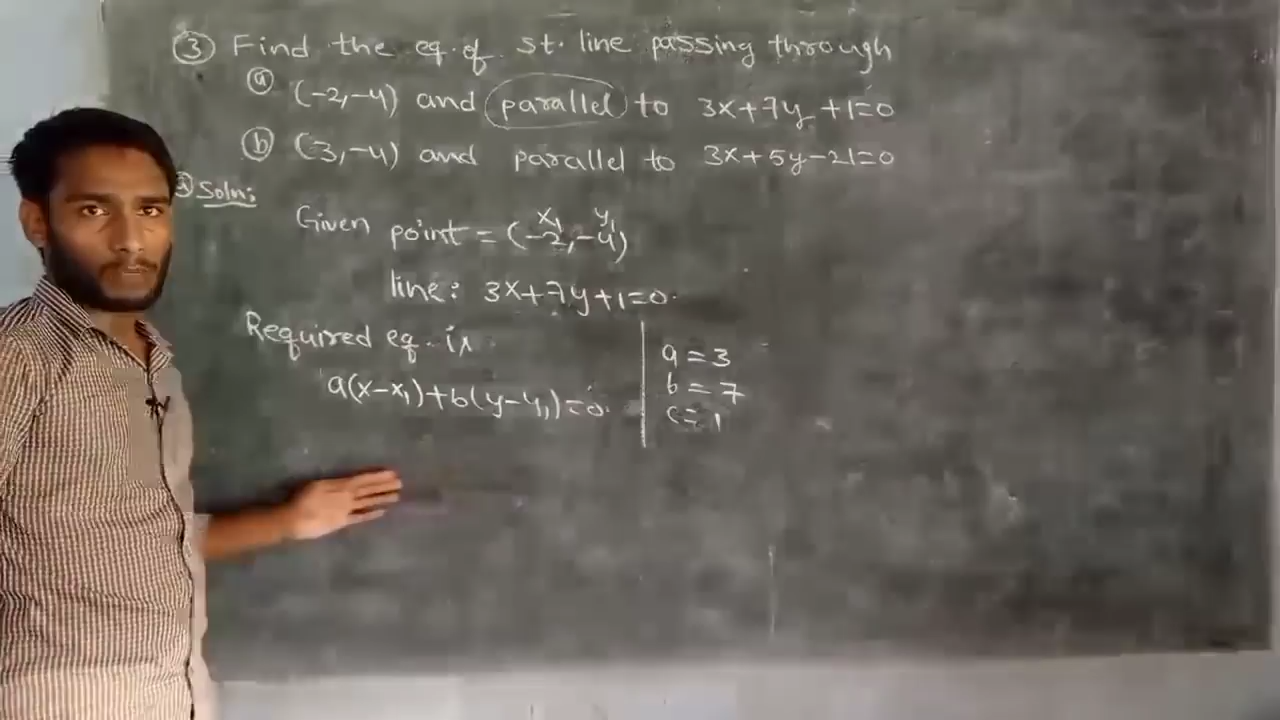 ③ Find the eq. of st. line passing through
ⓐ (-2,-4) and parallel to 3x+7y+1=0
ⓑ (3,-4) and parallel to 3x+5y-21=0
ⓐ Soln:
Given point = (-2,-4)
x₁ y₁
line: 3x+7y+1=0.
Required eq. is
a(x-x₁)+b(y-y₁)=0.
a = 3
b = 7
c = 1